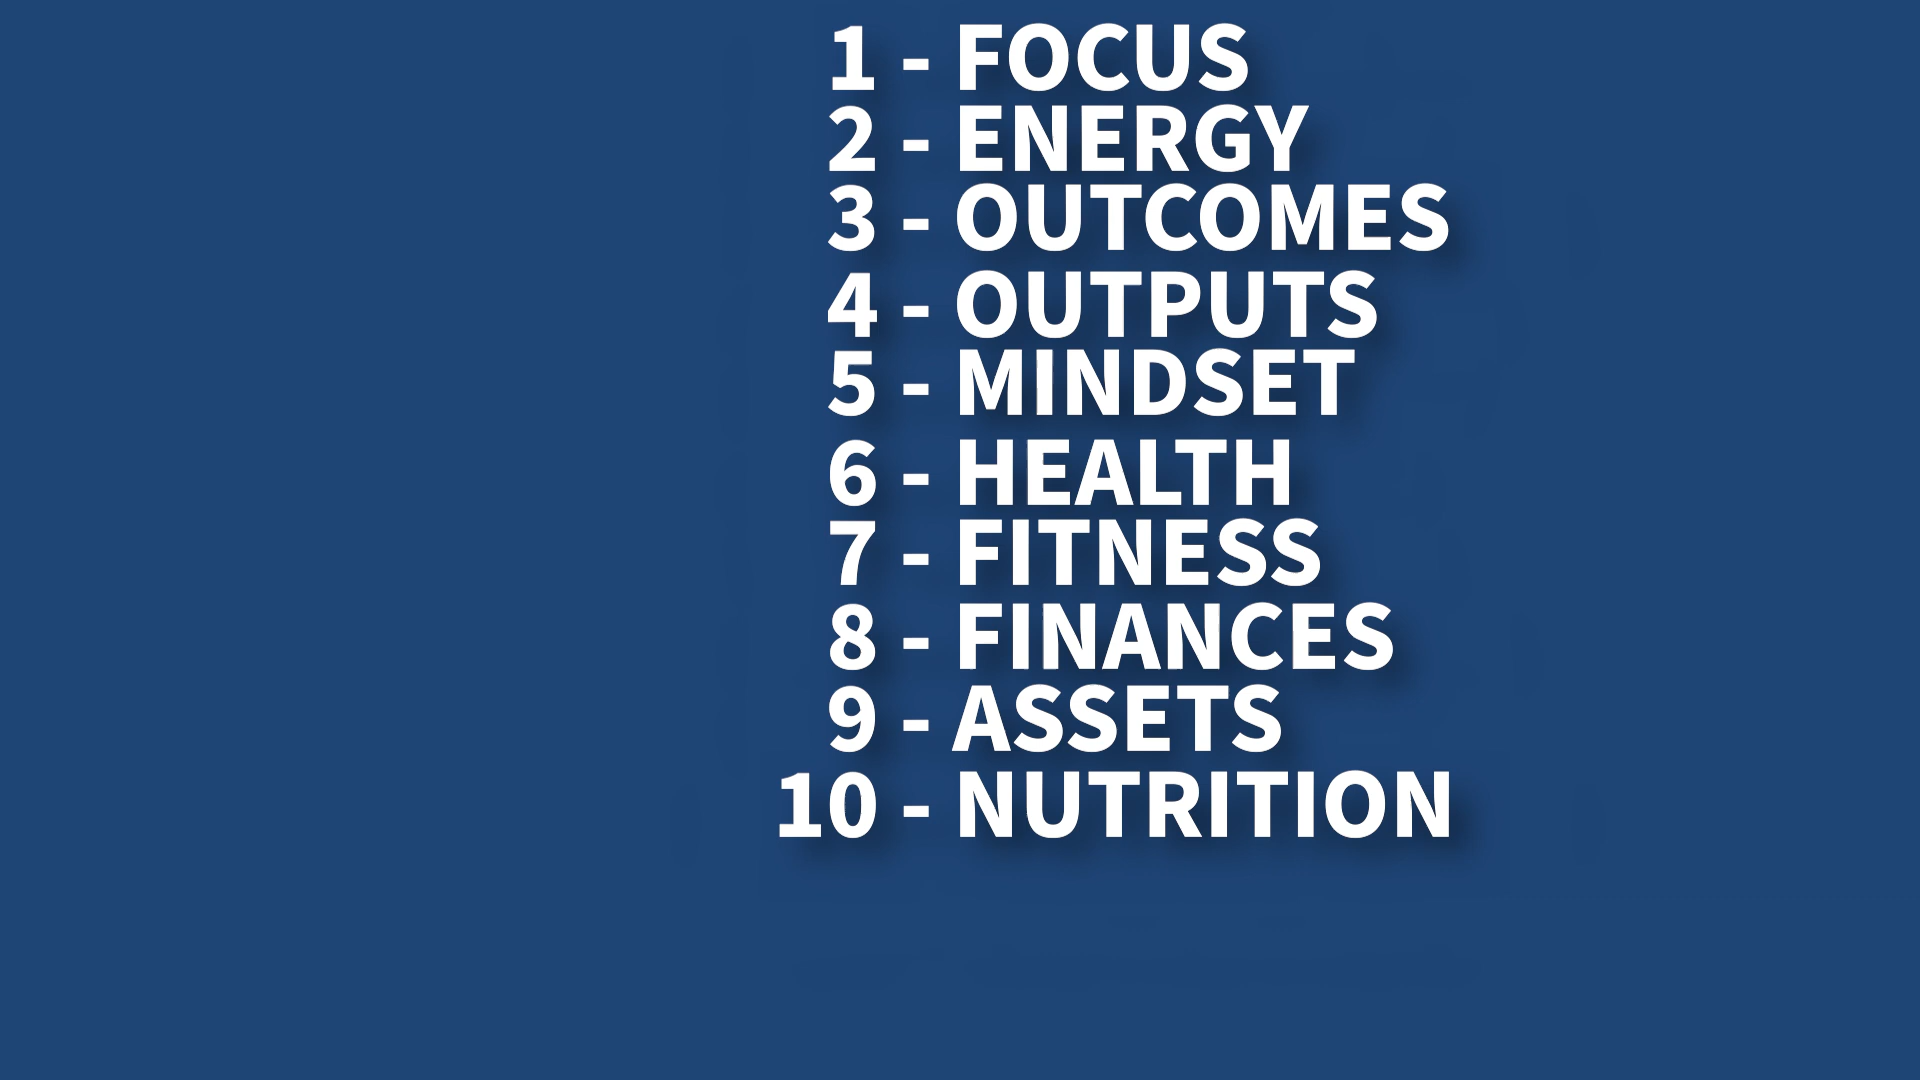 1 - FOCUS
2 - ENERGY
3 - OUTCOMES
4 - OUTPUTS
5 - MINDSET
6 - HEALTH
7 - FITNESS
8 - FINANCES
9 - ASSETS
10 - NUTRITION